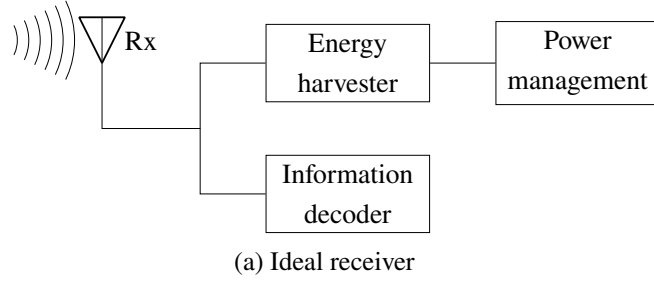 Rx
Energy
harvester
Power
management
Information
decoder
(a) Ideal receiver